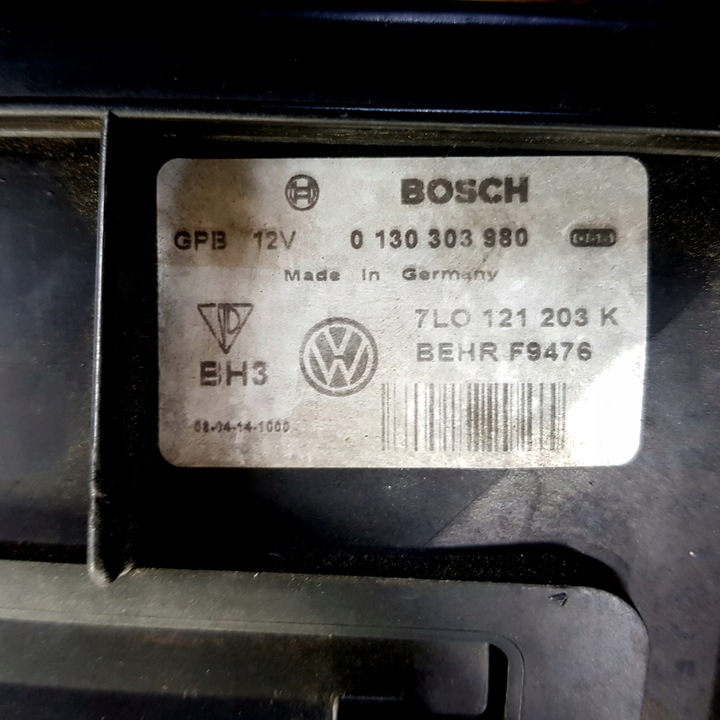 BOSCH
GPB 12V 0 130 303 980
Made in Germany
7LO 121 203 K
BEHR F9476
BH3